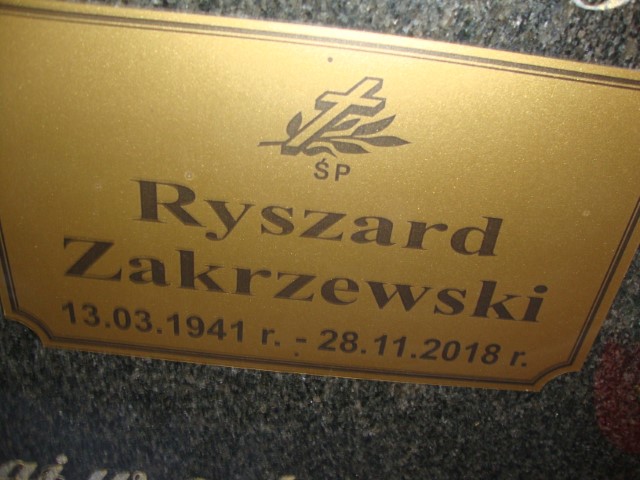 ŚP
Ryszard
Zakrzewski
13.03.1941 r. - 28.11.2018 r.